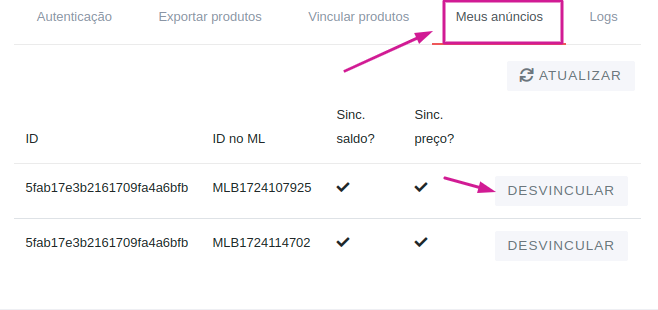 Autenticação Exportar produtos Vincular produtos Meus anúncios Logs
ATUALIZAR
ID ID no ML Sinc. saldo? Sinc. preço?
5fab17e3b2161709fa4a6bfb MLB1724107925 DESVINCULAR
5fab17e3b2161709fa4a6bfb MLB1724114702 DESVINCULAR